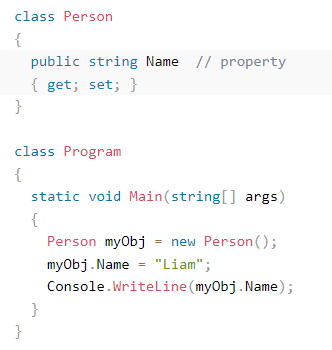 class Person
{
  public string Name  // property
  { get; set; }
}

class Program
{
  static void Main(string[] args)
  {
    Person myObj = new Person();
    myObj.Name = "Liam";
    Console.WriteLine(myObj.Name);
  }
}